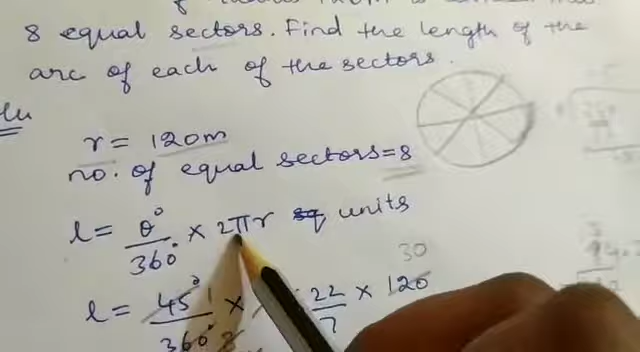 8 equal sectors. Find the length of the
arc of each of the sectors.
r = 120m
no. of equal sectors = 8
l = θ°/360° × 2πr units
30
l = 45°/360° × 22/7 × 120